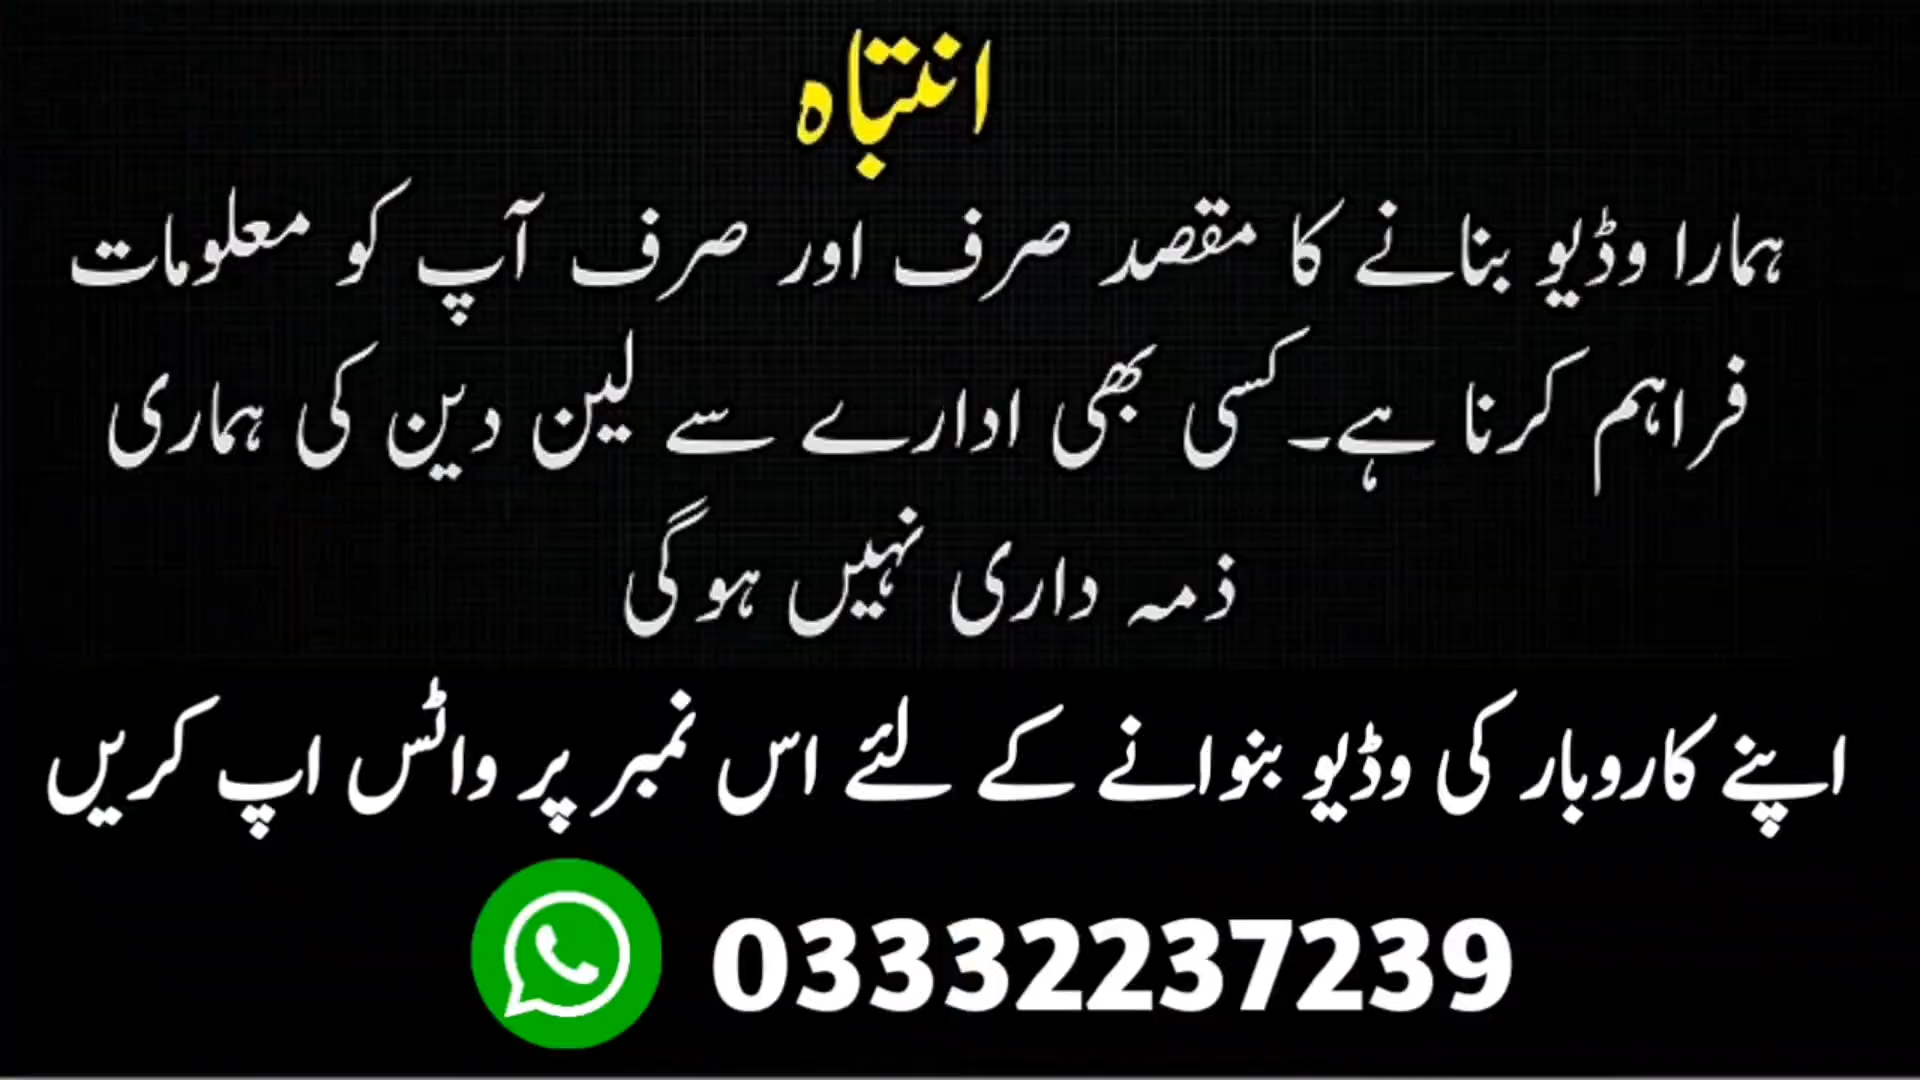 انتباہ
ہمارا وڈیو بنانے کا مقصد صرف اور صرف آپ کو معلومات
فراہم کرنا ہے۔ کسی بھی ادارے سے لین دین کی ہماری
ذمہ داری نہیں ہوگی
اپنے کاروبار کی وڈیو بنوانے کے لئے اس نمبر پر واٹس اپ کریں
03332237239